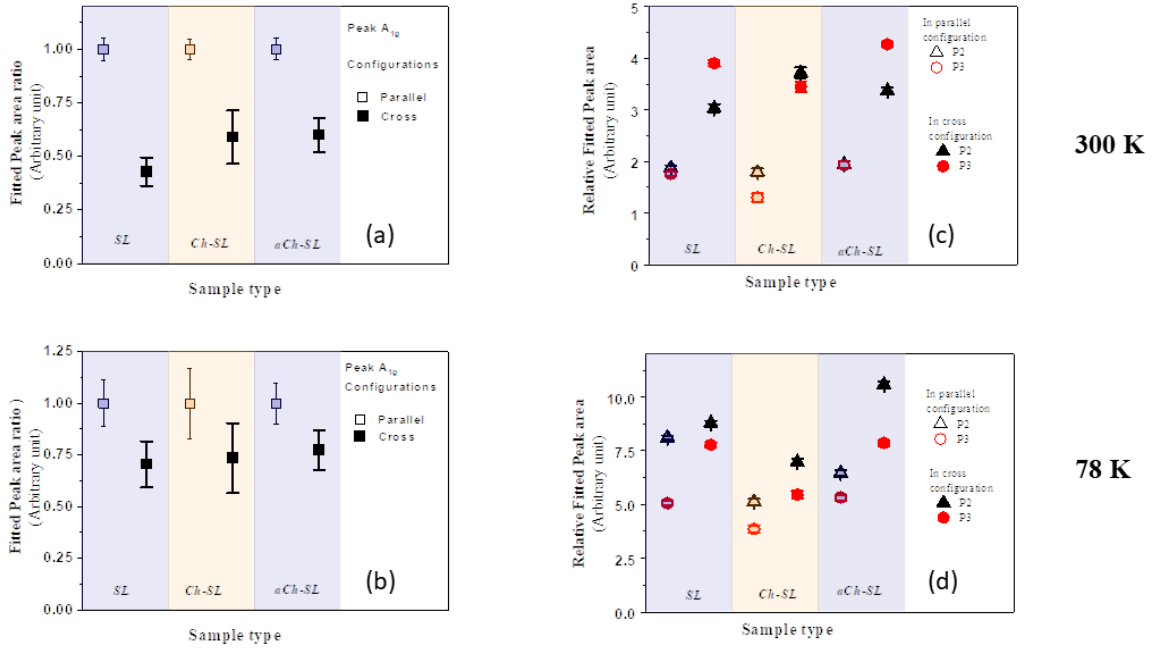 Fitted Peak area ratio
(Arbitrary unit)
1.00
0.75
0.50
0.25
0.00
SL
Ch-SL
aCh-SL
Sample type
Peak A1g
Configurations
Parallel
Cross
(a)
Relative Fitted Peak area
(Arbitrary unit)
5
4
3
2
1
0
SL
Ch-SL
aCh-SL
Sample type
In parallel
configuration
P2
P3
In cross
configuration
P2
P3
(c)
300 K
Fitted Peak area ratio )
(Arbitrary unit)
1.25
1.00
0.75
0.50
0.25
0.00
SL
Ch-SL
aCh-SL
Sample type
Peak A1g
Configurations
Parallel
Cross
(b)
Relative Fitted Peak area
(Arbitrary unit)
10.0
7.5
5.0
2.5
0.0
SL
Ch-SL
aCh-SL
Sample type
In parallel
configuration
P2
P3
In cross
configuration
P2
P3
(d)
78 K